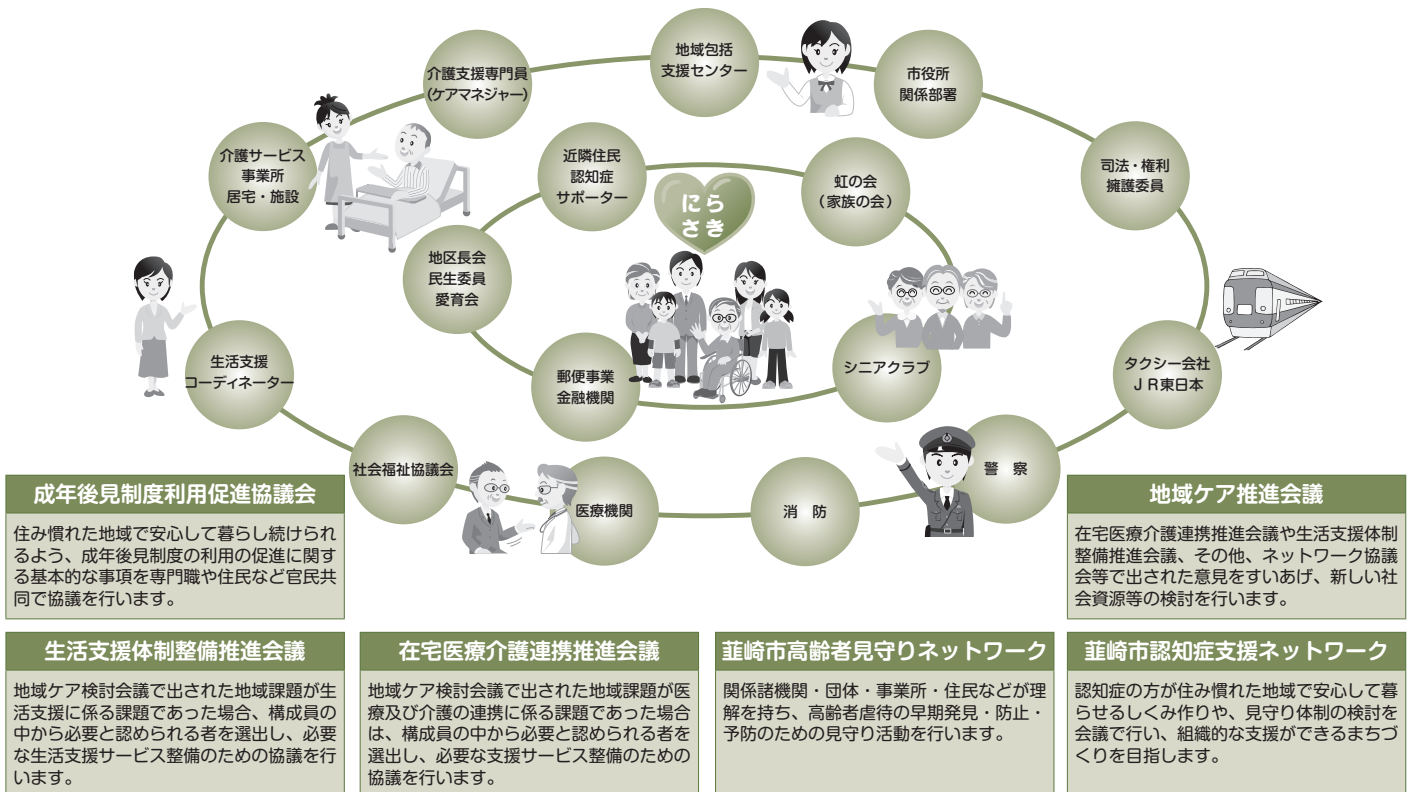 地域包括
支援センター
介護支援専門員
(ケアマネジャー)
市役所
関係部署
介護サービス
事業所
居宅・施設
近隣住民
認知症
サポーター
虹の会
(家族の会)
司法・権利
擁護委員
にら
さき
地区長会
民生委員
愛育会
生活支援
コーディネーター
郵便事業
金融機関
シニアクラブ
タクシー会社
JR東日本
社会福祉協議会
医療機関
消 防
警 察
成年後見制度利用促進協議会
住み慣れた地域で安心して暮らし続けられ
るよう、成年後見制度の利用の促進に関す
る基本的な事項を専門職や住民など官民共
同で協議を行います。
地域ケア推進会議
在宅医療介護連携推進会議や生活支援体制
整備推進会議、その他、ネットワーク協議
会等で出された意見をすいあげ、新しい社
会資源等の検討を行います。
生活支援体制整備推進会議
地域ケア検討会議で出された地域課題が生
活支援に係る課題であった場合、構成員の
中から必要と認められる者を選出し、必要
な生活支援サービス整備のための協議を行
います。
在宅医療介護連携推進会議
地域ケア検討会議で出された地域課題が医
療及び介護の連携に係る課題であった場合
は、構成員の中から必要と認められる者を
選出し、必要な支援サービス整備のための
協議を行います。
韮崎市高齢者見守りネットワーク
関係諸機関・団体・事業所・住民などが理
解を持ち、高齢者虐待の早期発見・防止・
予防のための見守り活動を行います。
韮崎市認知症支援ネットワーク
認知症の方が住み慣れた地域で安心して暮
らせるしくみ作りや、見守り体制の検討を
会議で行い、組織的な支援ができるまちづ
くりを目指します。